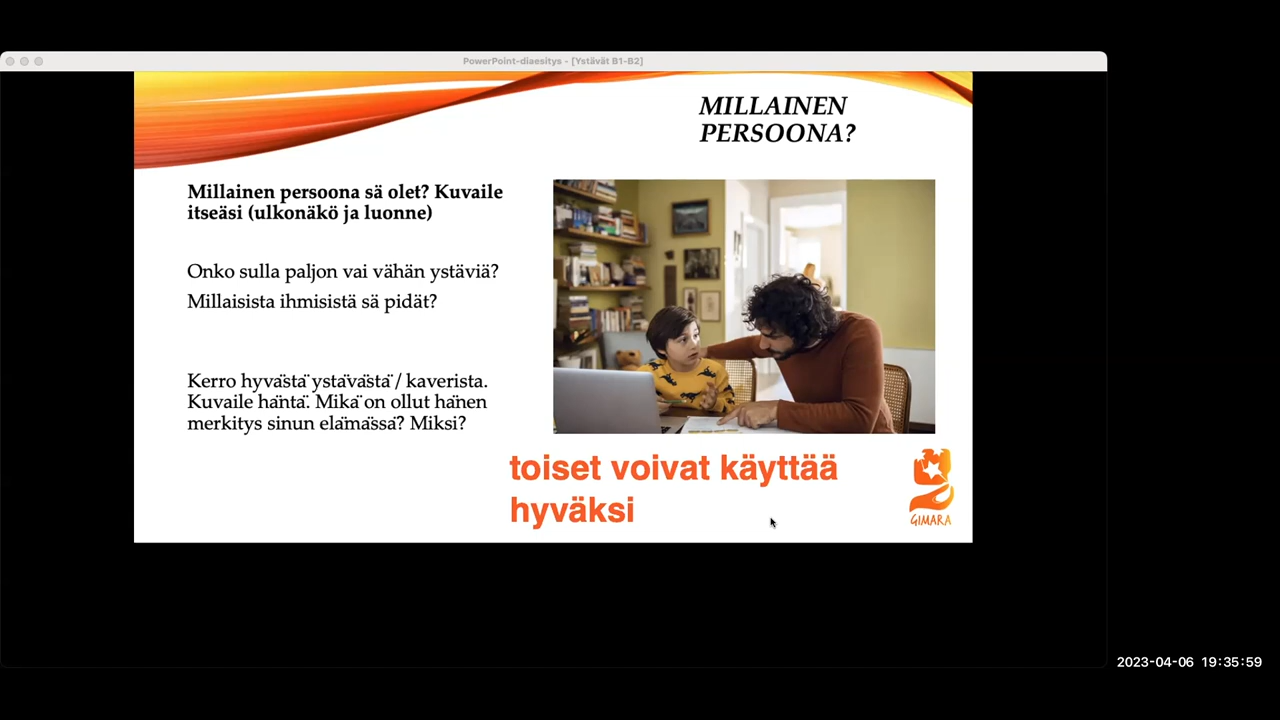 PowerPoint-diaesitys - [Ystävät B1-B2]
MILLAINEN
PERSOONA?
Millainen persoona sä olet? Kuvaile
itseäsi (ulkonäkö ja luonne)
Onko sulla paljon vai vähän ystäviä?
Millaisista ihmisistä sä pidät?
Kerro hyvästä ystävästä / kaverista.
Kuvaile häntä. Mikä on ollut hänen
merkitys sinun elämässä? Miksi?
toiset voivat käyttää
hyväksi
GIMARA
2023-04-06 19:35:59